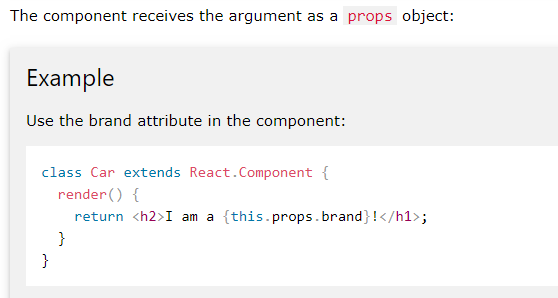 The component receives the argument as a props object:
Example
Use the brand attribute in the component:
class Car extends React.Component {
  render() {
    return <h2>I am a {this.props.brand}!</h1>;
  }
}